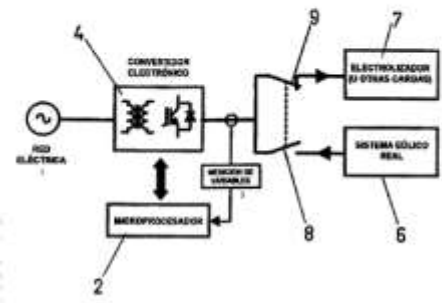 9
7
4
CONVERTIDOR
ELECTRÓNICO
ELECTROLIZADOR
(U OTRAS CARGAS)
RED
ELÉCTRICA
SISTEMA EÓLICO
REAL
MEDICIÓN DE
VARIABLES
MICROPROCESADOR
2
8
6